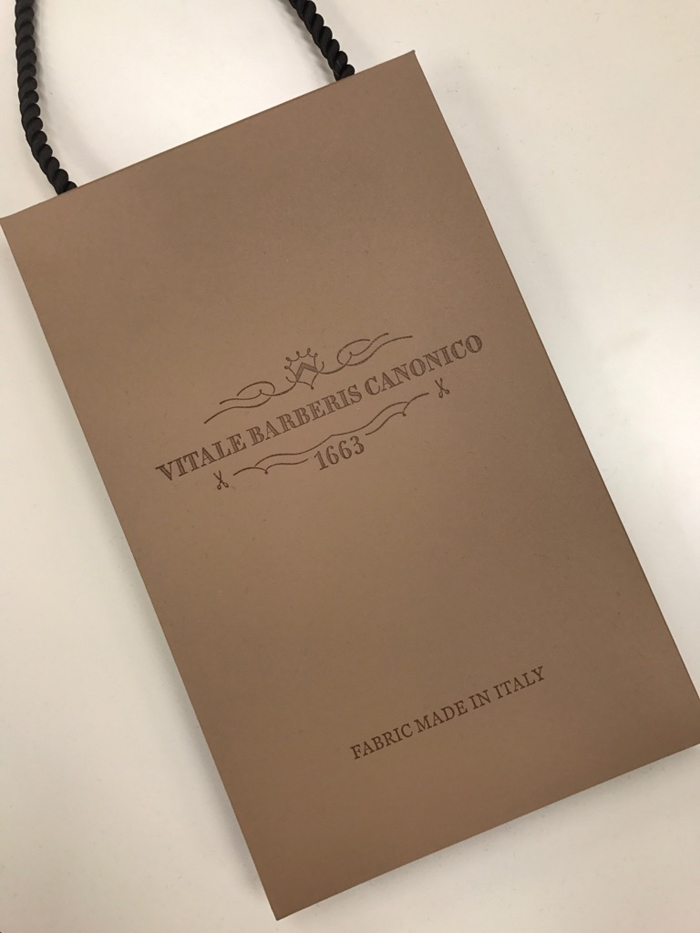 VITALE BARBERIS CANONICO
1663
FABRIC MADE IN ITALY